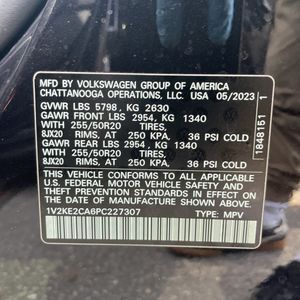 MFD BY VOLKSWAGEN GROUP OF AMERICA
CHATTANOOGA OPERATIONS, LLC. USA 05/2023
GVWR LBS 5798, KG 2630
GAWR FRONT LBS 2954, KG 1340
WITH 255/50R20 TIRES,
8JX20 RIMS. AT 250 KPA, 36 PSI COLD
GAWR REAR LBS 2954, KG 1340
WITH 255/50R20 TIRES,
8JX20 RIMS, AT 250 KPA, 36 PSI COLD
THIS VEHICLE CONFORMS TO ALL APPLICABLE
U.S. FEDERAL MOTOR VEHICLE SAFETY AND
THEFT PREVENTION STANDARDS IN EFFECT ON THE
DATE OF MANUFACTURE SHOWN ABOVE.
1V2KE2CA6PC227307 TYPE: MPV
1848151 1